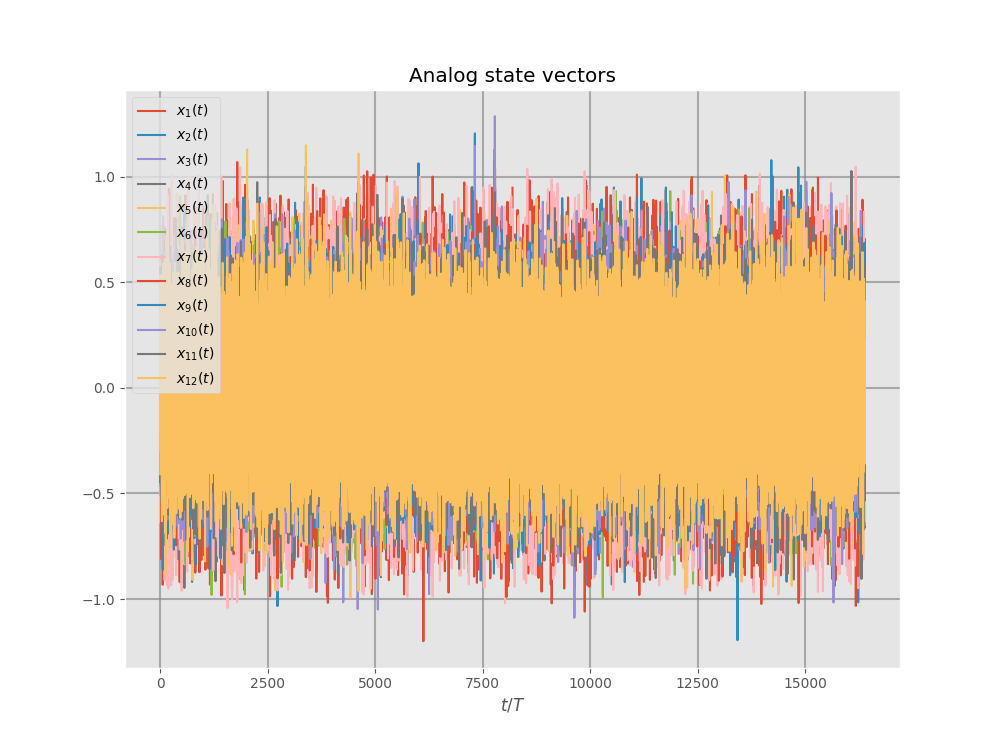 Analog state vectors
x₁(t)
x₂(t)
x₃(t)
x₄(t)
x₅(t)
x₆(t)
x₇(t)
x₈(t)
x₉(t)
x₁₀(t)
x₁₁(t)
x₁₂(t)
1.0
0.5
0.0
−0.5
−1.0
0 2500 5000 7500 10000 12500 15000
t/T